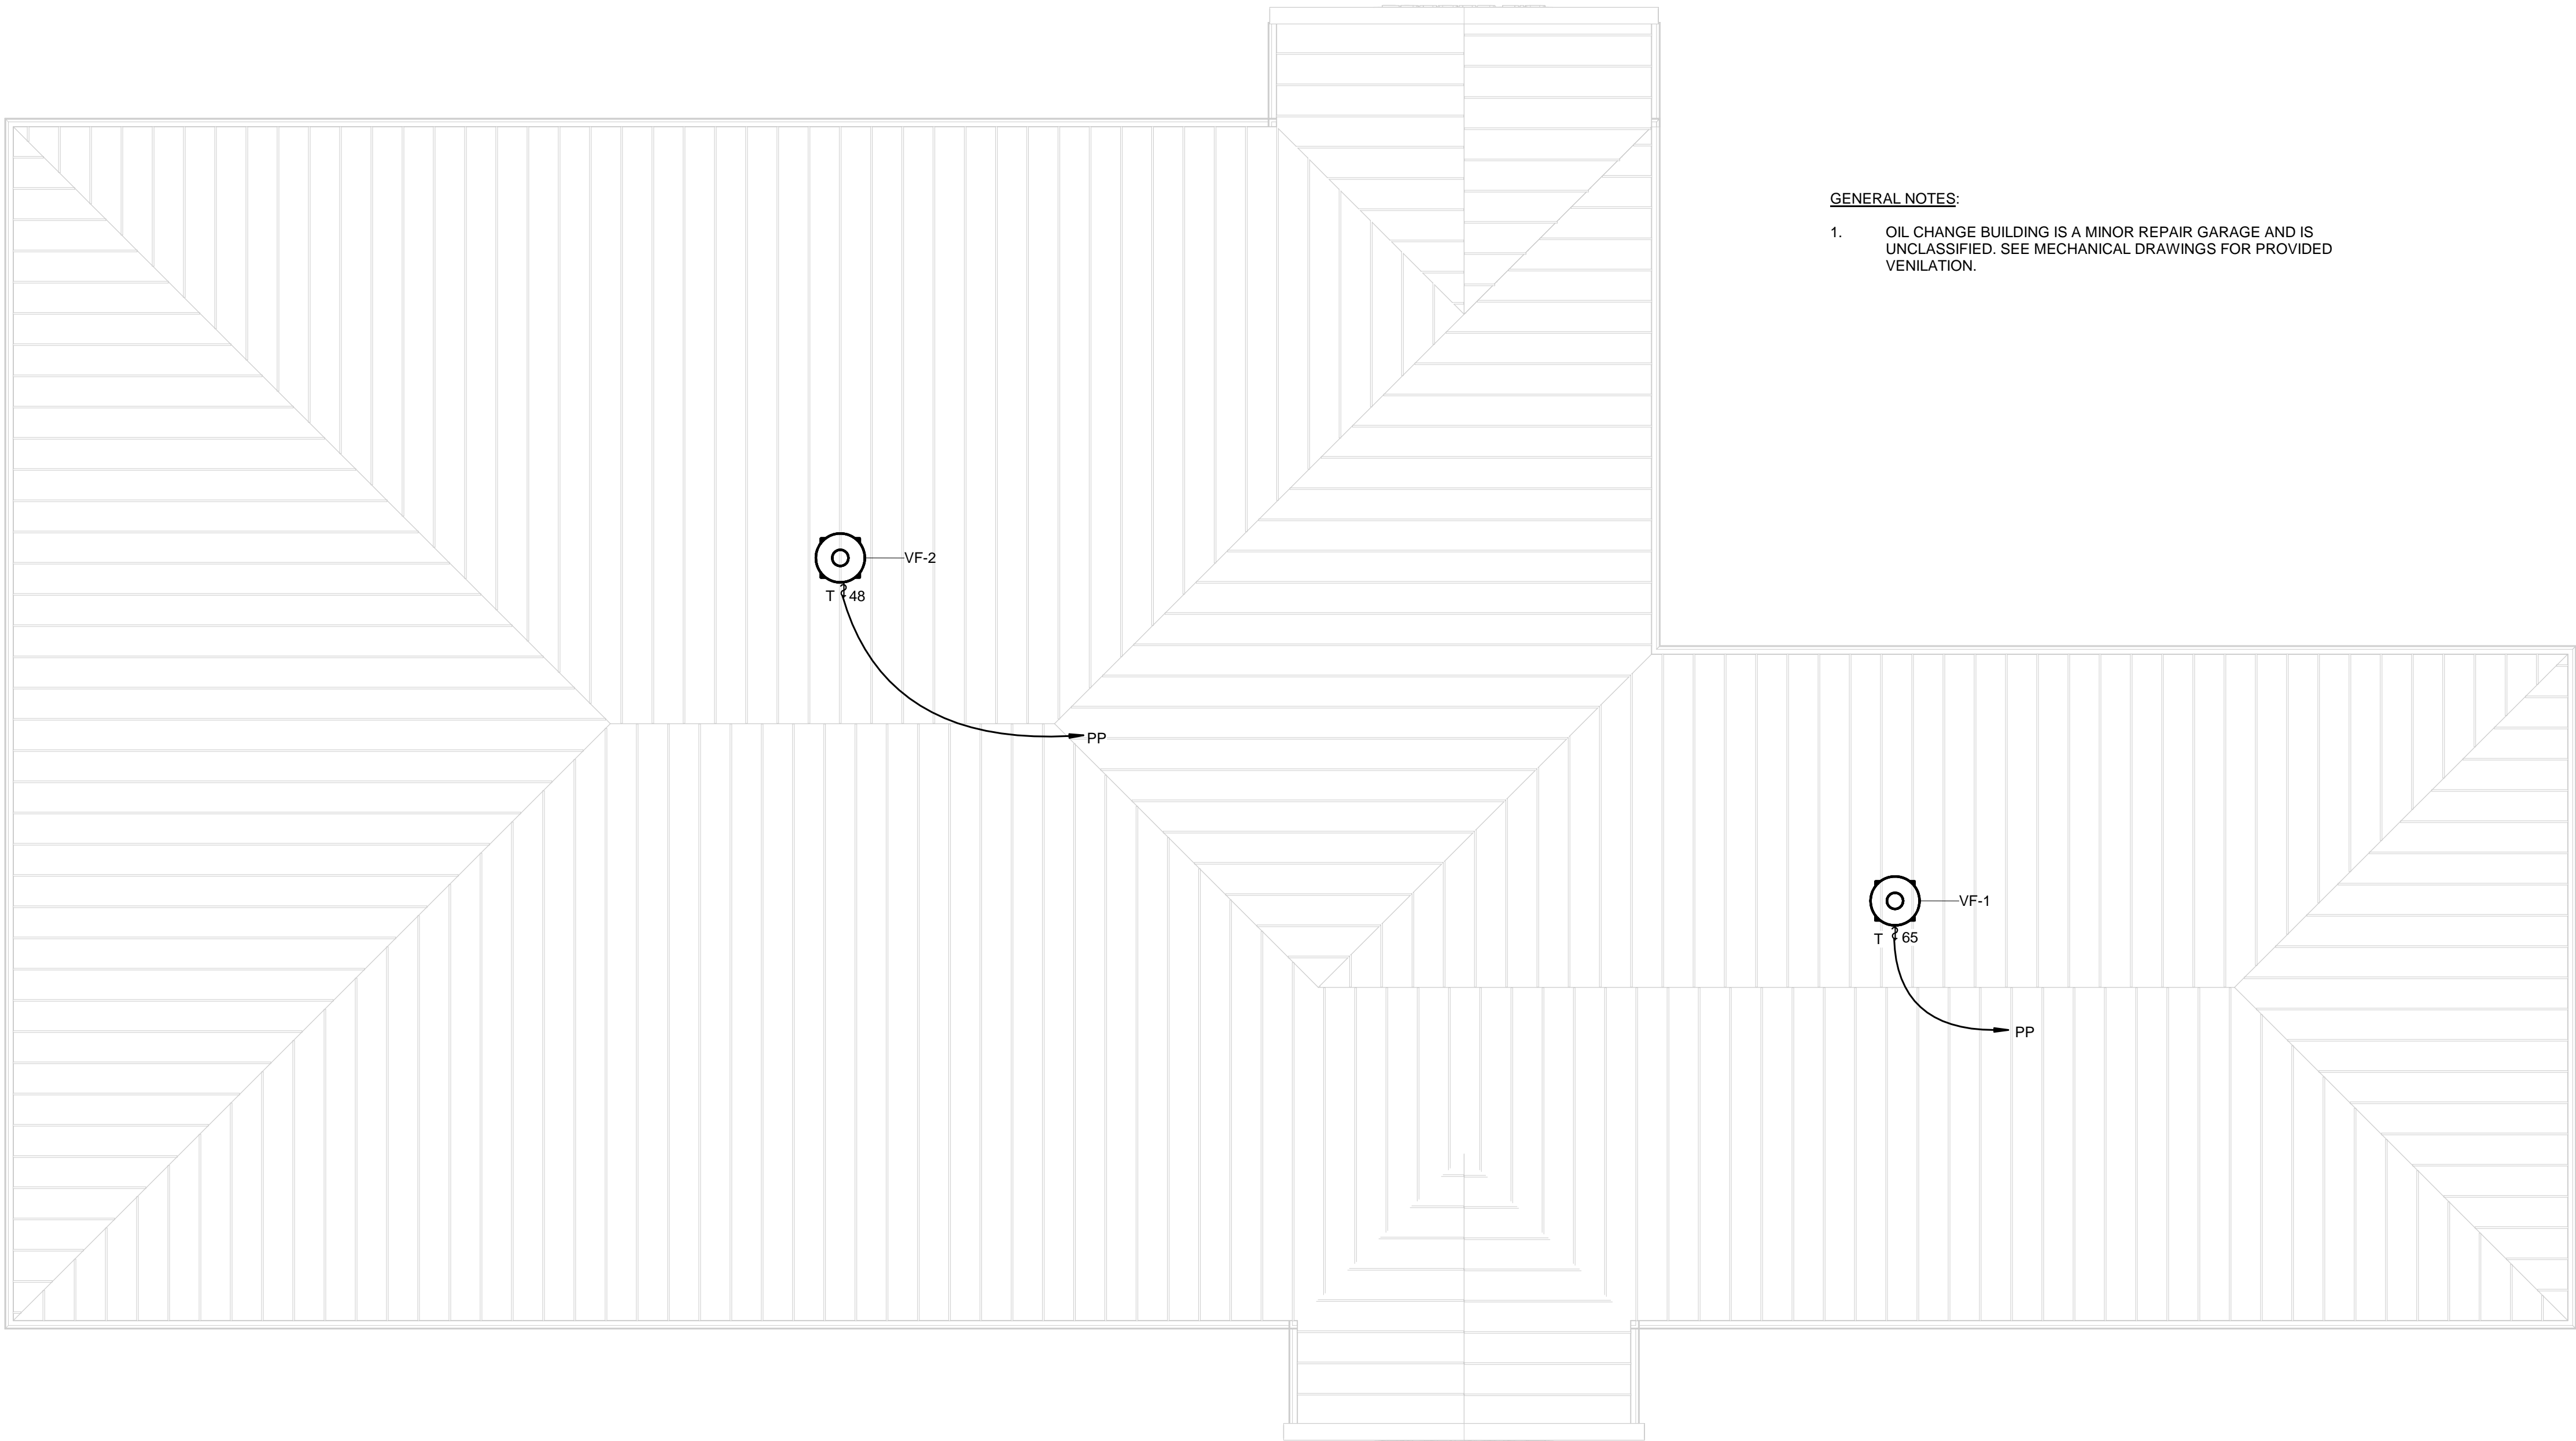 GENERAL NOTES:
1. OIL CHANGE BUILDING IS A MINOR REPAIR GARAGE AND IS
UNCLASSIFIED. SEE MECHANICAL DRAWINGS FOR PROVIDED
VENILATION.
VF-2
T 48
PP
VF-1
T 65
PP